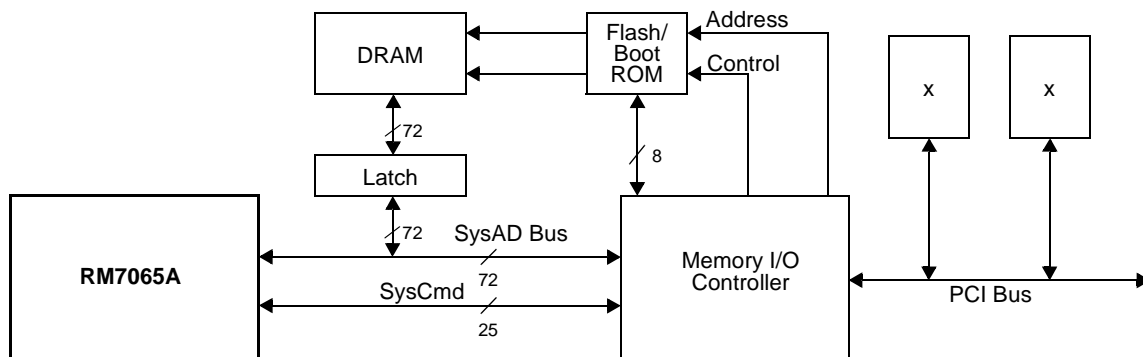 DRAM
Flash/
Boot
ROM
Address
Control
x
x
72
8
Latch
72
SysAD Bus
72
RM7065A
SysCmd
25
Memory I/O
Controller
PCI Bus